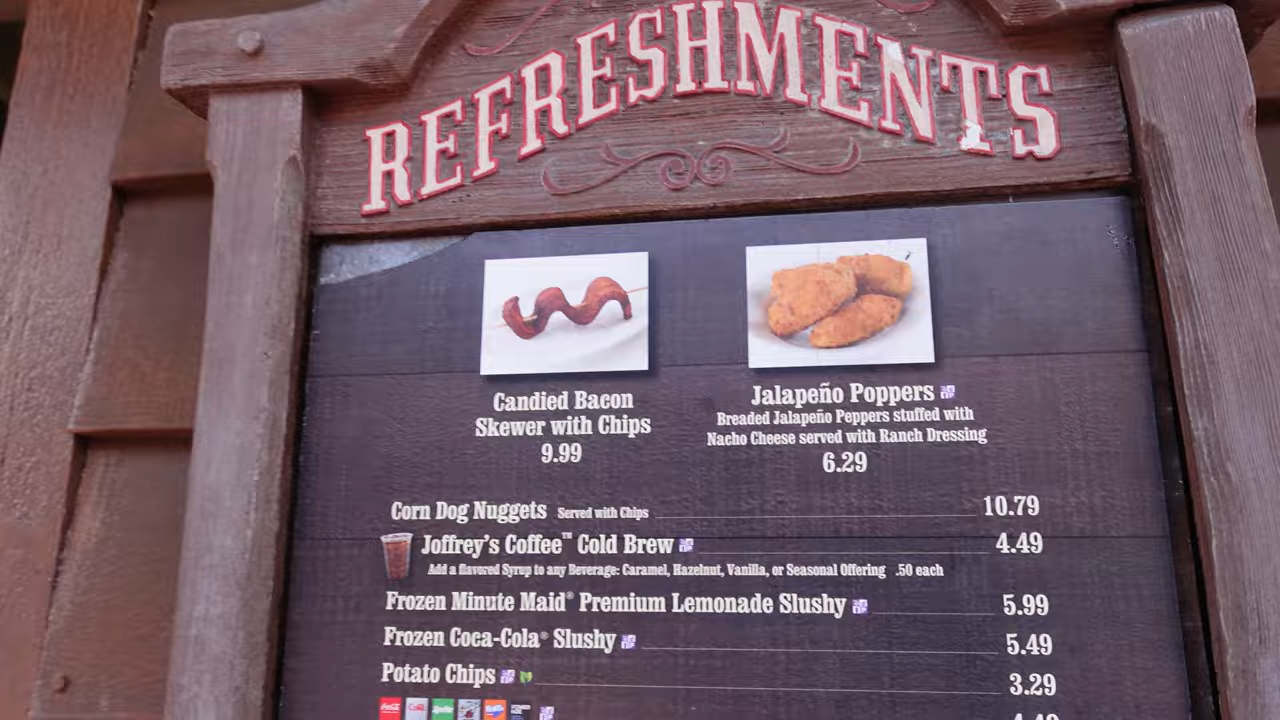 REFRESHMENTS
Candied Bacon
Skewer with Chips
9.99
Jalapeño Poppers
Breaded Jalapeño Peppers stuffed with
Nacho Cheese served with Ranch Dressing
6.29
Corn Dog Nuggets Served with Chips 10.79
Joffrey's Coffee™ Cold Brew 4.49
Add a flavored Syrup to any Beverage: Caramel, Hazelnut, Vanilla, or Seasonal Offering .50 each
Frozen Minute Maid® Premium Lemonade Slushy 5.99
Frozen Coca-Cola® Slushy 5.49
Potato Chips 3.29